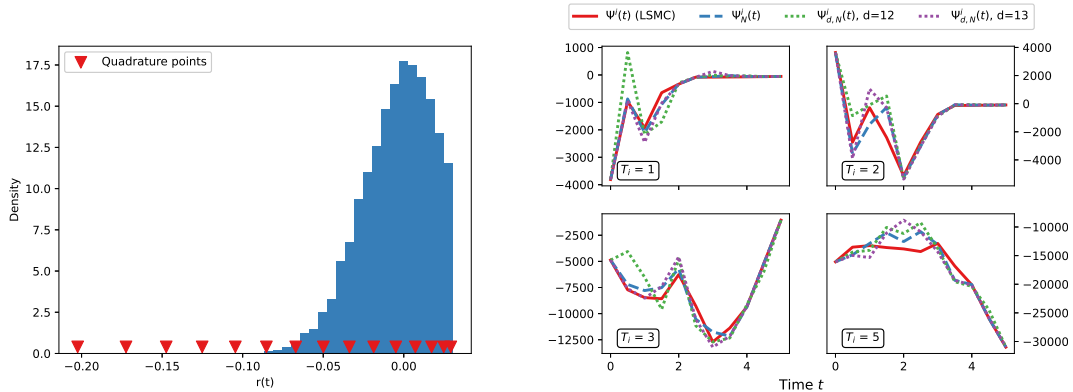 Ψⁱ(t) (LSMC) Ψⁱ_N(t) Ψⁱ_{d,N}(t), d=12 Ψⁱ_{d,N}(t), d=13
Quadrature points
Density
17.5
15.0
12.5
10.0
7.5
5.0
2.5
0.0
−0.20 −0.15 −0.10 −0.05 0.00
r(t)
1000
0
−1000
−2000
−3000
−4000
T_i = 1
4000
2000
0
−2000
−4000
T_i = 2
−2500
−5000
−7500
−10000
−12500
T_i = 3
0 2 4
−10000
−15000
−20000
−25000
−30000
T_i = 5
0 2 4
Time t